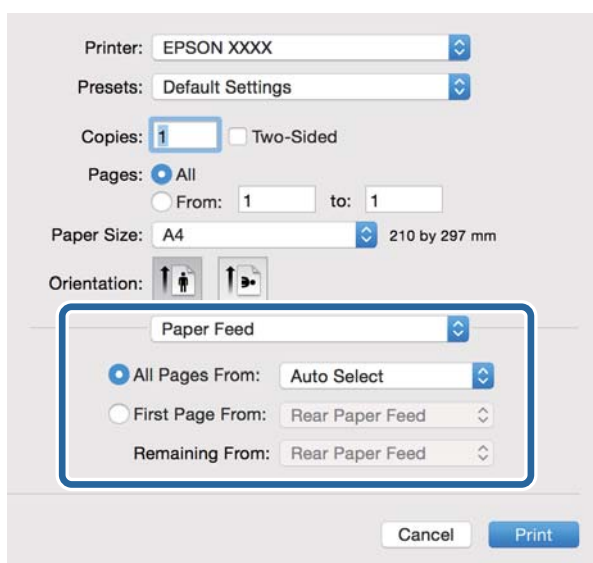 Printer: EPSON XXXX
Presets: Default Settings
Copies: 1 Two-Sided
Pages: All
From: 1 to: 1
Paper Size: A4 210 by 297 mm
Orientation:
Paper Feed
All Pages From: Auto Select
First Page From: Rear Paper Feed
Remaining From: Rear Paper Feed
Cancel Print